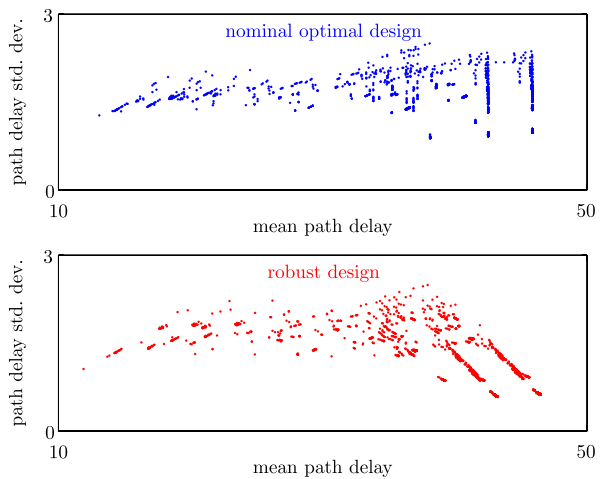 3
nominal optimal design
path delay std. dev.
0
10
50
mean path delay
3
robust design
path delay std. dev.
0
10
50
mean path delay